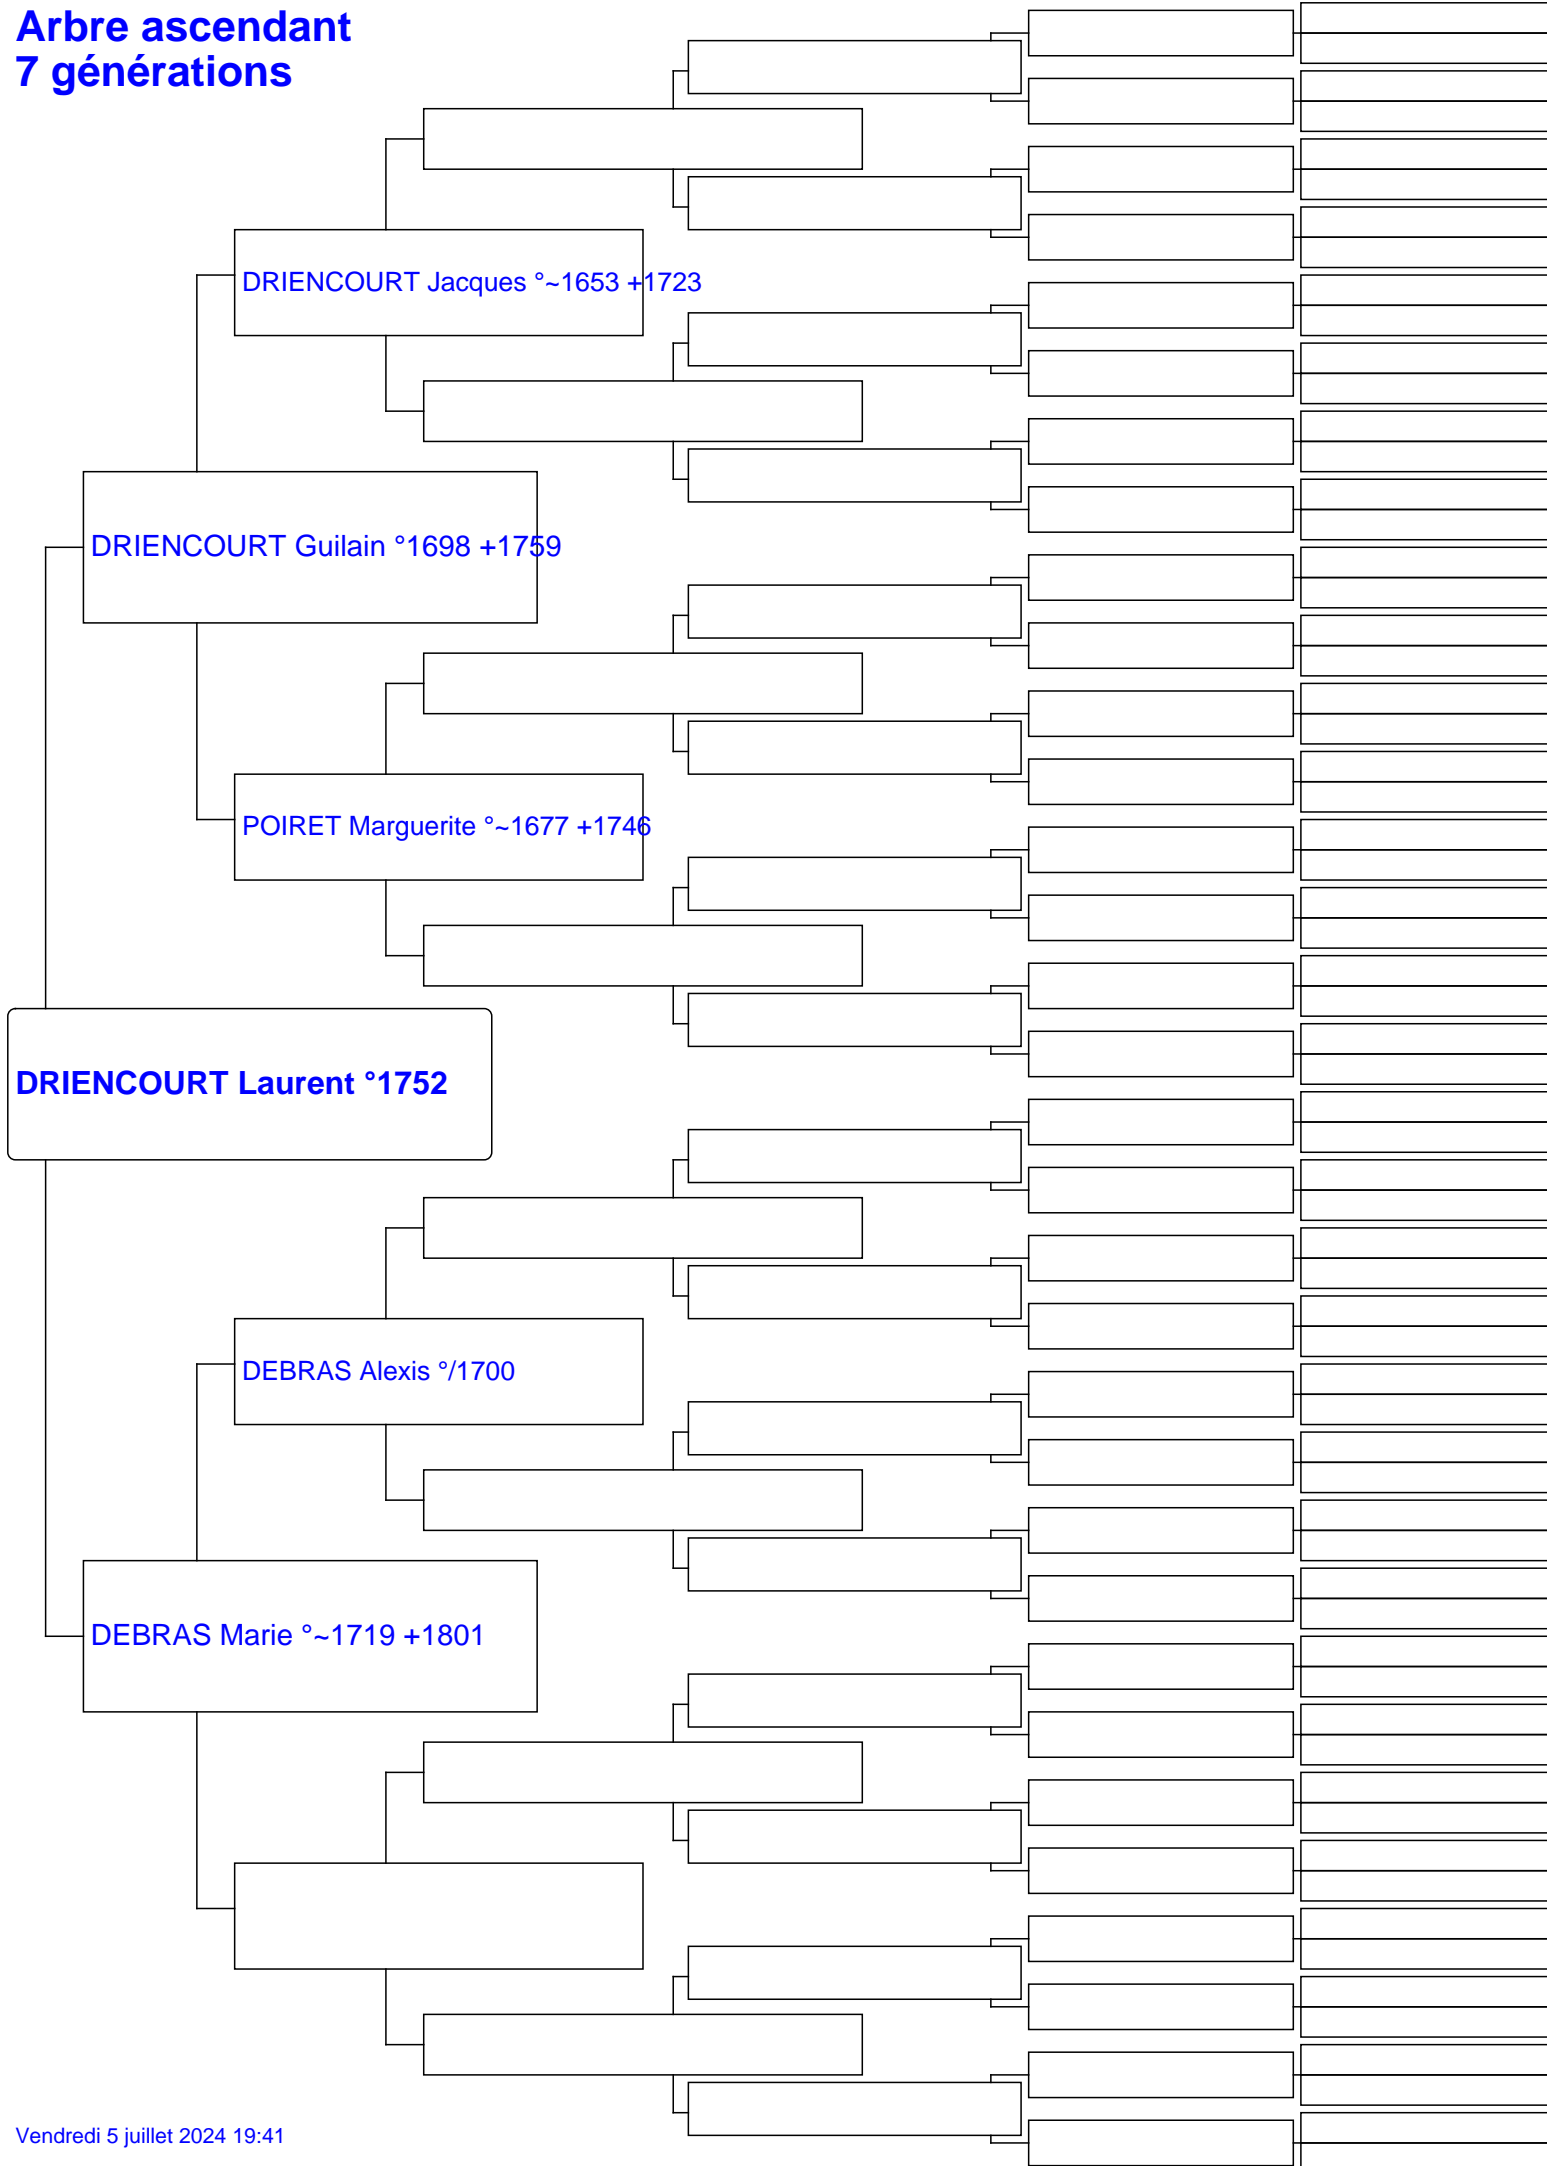 Arbre ascendant
7 générations
DRIENCOURT Jacques °~1653 +1723
DRIENCOURT Guilain °1698 +1759
POIRET Marguerite °~1677 +1746
DRIENCOURT Laurent °1752
DEBRAS Alexis °/1700
DEBRAS Marie °~1719 +1801
Vendredi 5 juillet 2024 19:41